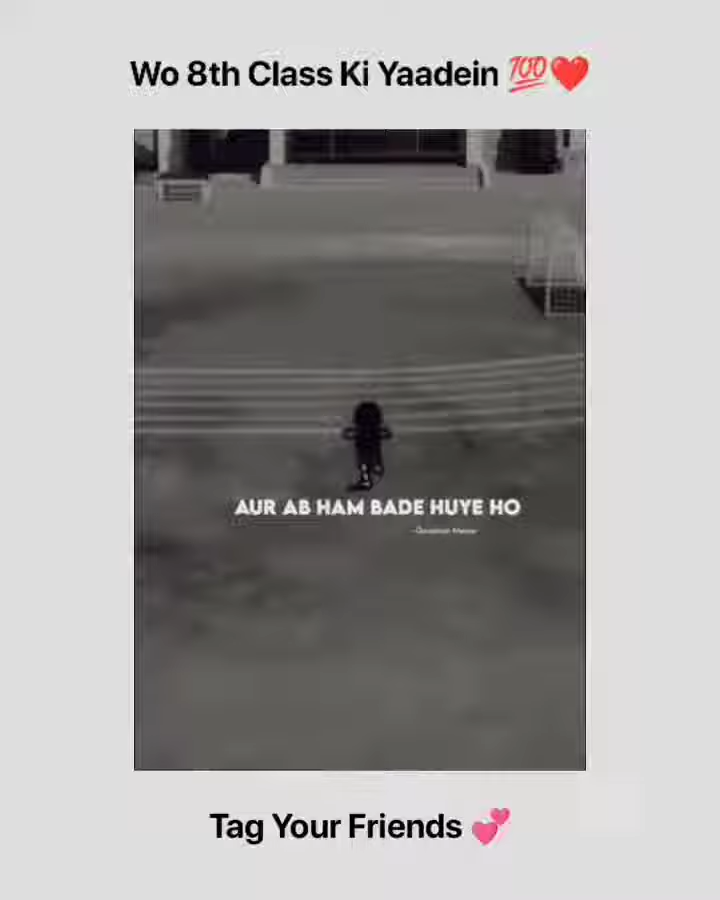 Wo 8th Class Ki Yaadein 💯❤️
AUR AB HAM BADE HUYE HO
Tag Your Friends 💕